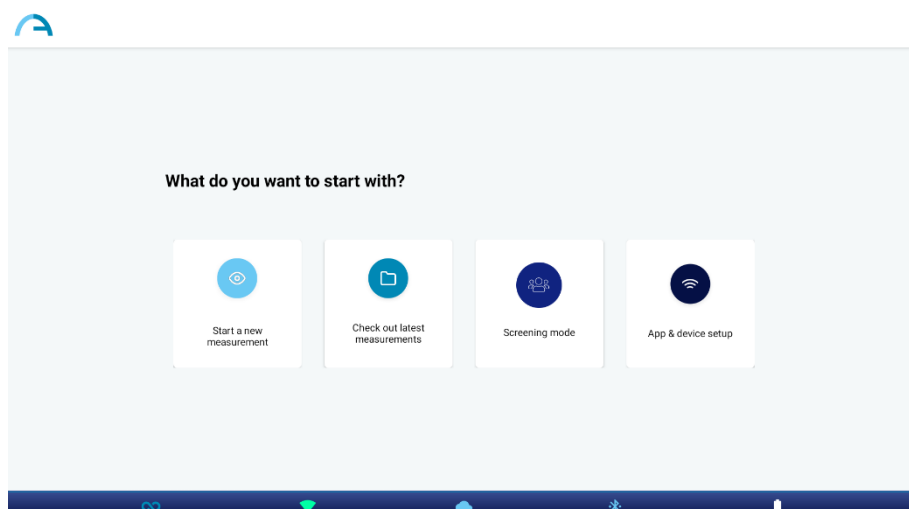 What do you want to start with?
Start a new
measurement
Check out latest
measurements
Screening mode
App & device setup